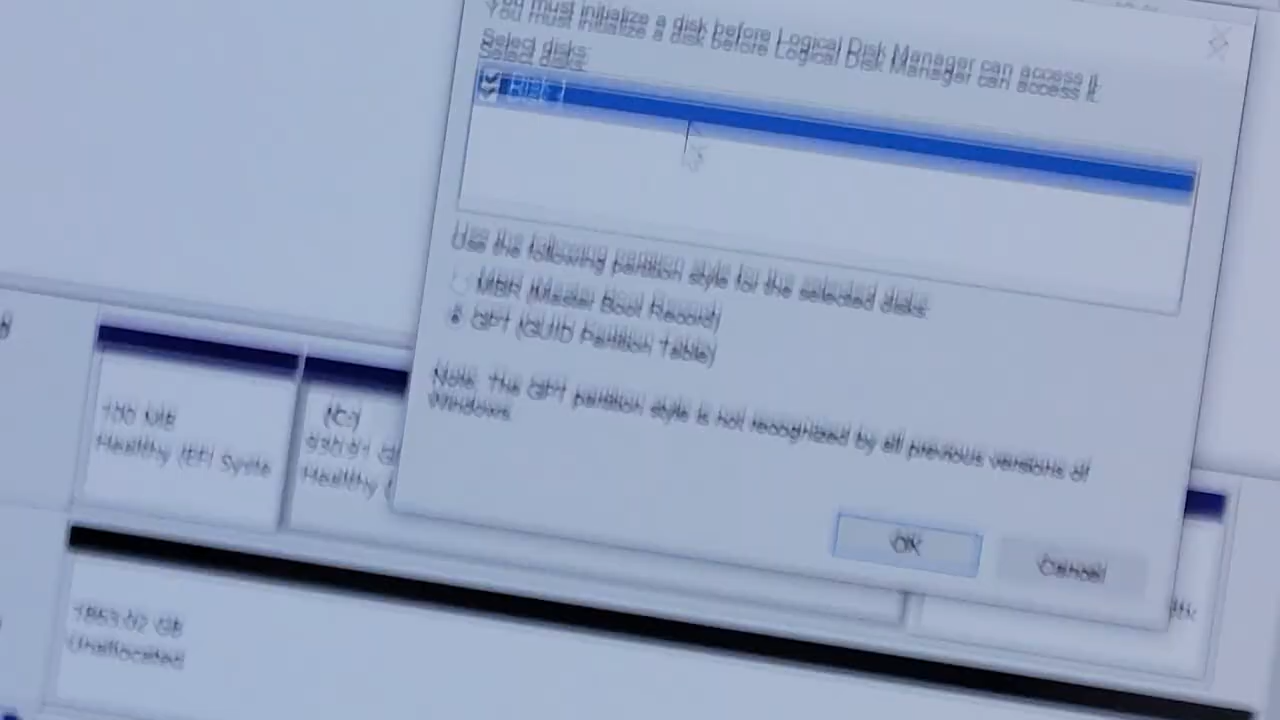 You must initialize a disk before Logical Disk Manager can access it.
Select disks:
Disk 1
Use the following partition style for the selected disks:
MBR (Master Boot Record)
GPT (GUID Partition Table)
Note: The GPT partition style is not recognized by all previous versions of
Windows.
OK
Cancel
100 MB
Healthy (EFI Syste
(C:)
Healthy (
1863.02 GB
Unallocated